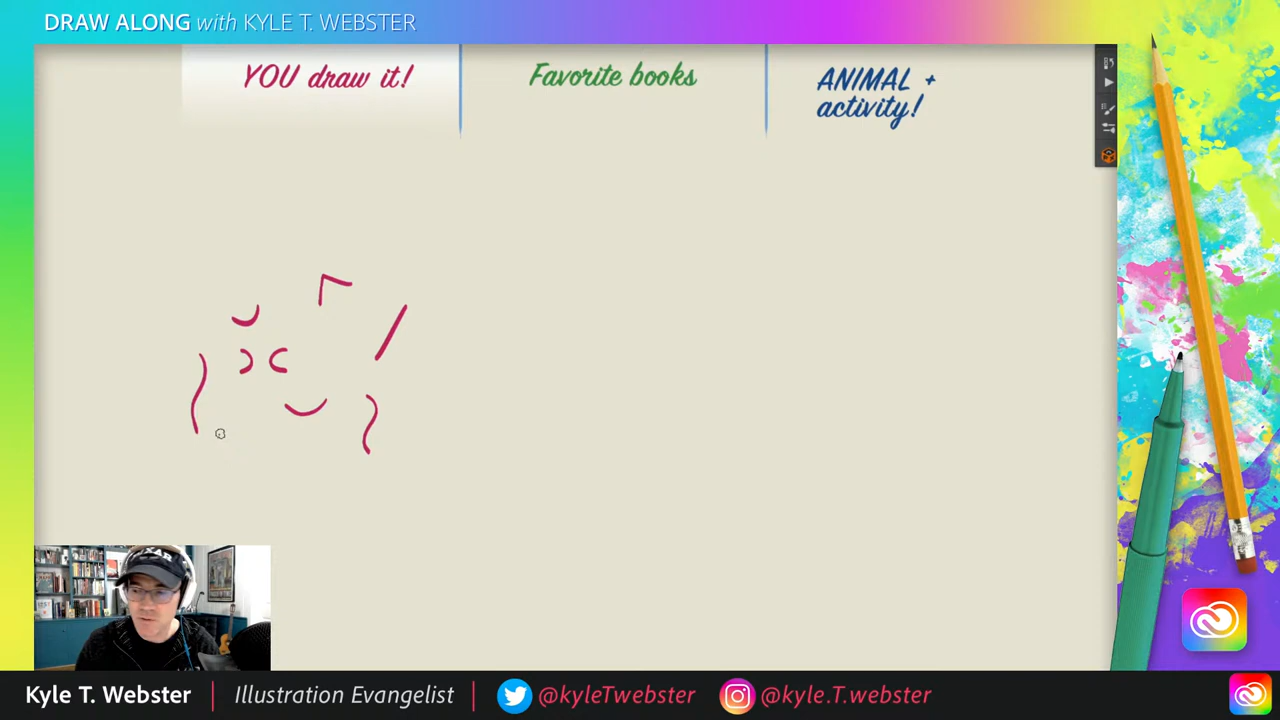 DRAW ALONG with KYLE T. WEBSTER
YOU draw it!
Favorite books
ANIMAL +
activity!
Kyle T. Webster | Illustration Evangelist @kyleTwebster @kyle.T.webster